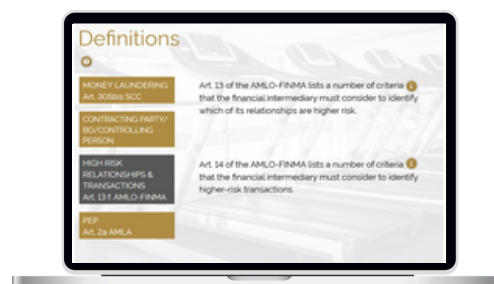 Definitions
MONEY LAUNDERING
Art. 305bis SCC
CONTRACTING PARTY/
BO/CONTROLLING
PERSON
HIGH RISK
RELATIONSHIPS &
TRANSACTIONS
Art. 13 f. AMLO-FINMA
PEP
Art. 2a AMLA
Art. 13 of the AMLO-FINMA lists a number of criteria
that the financial intermediary must consider to identify
which of its relationships are higher risk.
Art. 14 of the AMLO-FINMA lists a number of criteria
that the financial intermediary must consider to identify
higher-risk transactions.